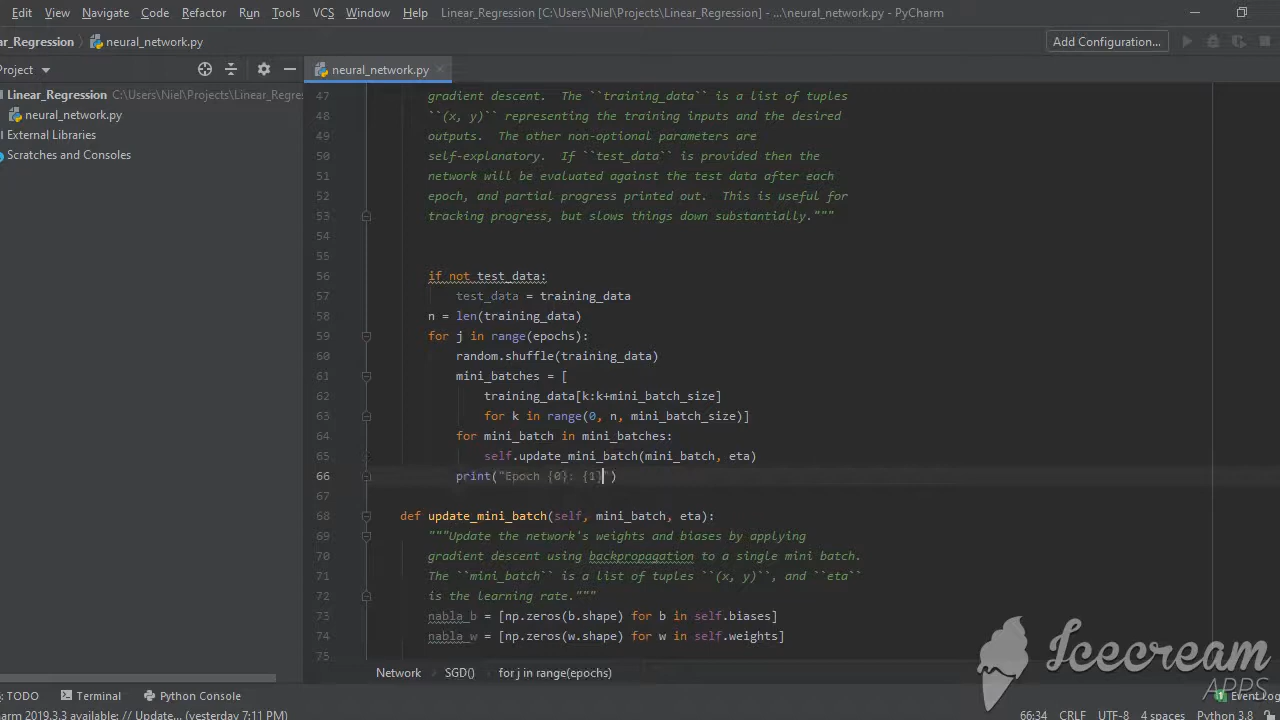 Edit View Navigate Code Refactor Run Tools VCS Window Help Linear_Regression [C:\Users\Niel\Projects\Linear_Regression] - ...\neural_network.py - PyCharm
ar_Regression neural_network.py Add Configuration...
Project neural_network.py
Linear_Regression C:\Users\Niel\Projects\Linear_Regres
neural_network.py
External Libraries
Scratches and Consoles
47 gradient descent. The ``training_data`` is a list of tuples
48 ``(x, y)`` representing the training inputs and the desired
49 outputs. The other non-optional parameters are
50 self-explanatory. If ``test_data`` is provided then the
51 network will be evaluated against the test data after each
52 epoch, and partial progress printed out. This is useful for
53 tracking progress, but slows things down substantially."""
54
55
56 if not test_data:
57 test_data = training_data
58 n = len(training_data)
59 for j in range(epochs):
60 random.shuffle(training_data)
61 mini_batches = [
62 training_data[k:k+mini_batch_size]
63 for k in range(0, n, mini_batch_size)]
64 for mini_batch in mini_batches:
65 self.update_mini_batch(mini_batch, eta)
66 print("Epoch {0}: {1}")
67
68 def update_mini_batch(self, mini_batch, eta):
69 """Update the network's weights and biases by applying
70 gradient descent using backpropagation to a single mini batch.
71 The ``mini_batch`` is a list of tuples ``(x, y)``, and ``eta``
72 is the learning rate."""
73 nabla_b = [np.zeros(b.shape) for b in self.biases]
74 nabla_w = [np.zeros(w.shape) for w in self.weights]
75
Network SGD() for j in range(epochs)
Icecream
APPS
: TODO Terminal Python Console 1 Event Log
arm 2019.3.3 available: // Update... (yesterday 7:11 PM) 66:34 CRLF UTF-8 4 spaces Python 3.8